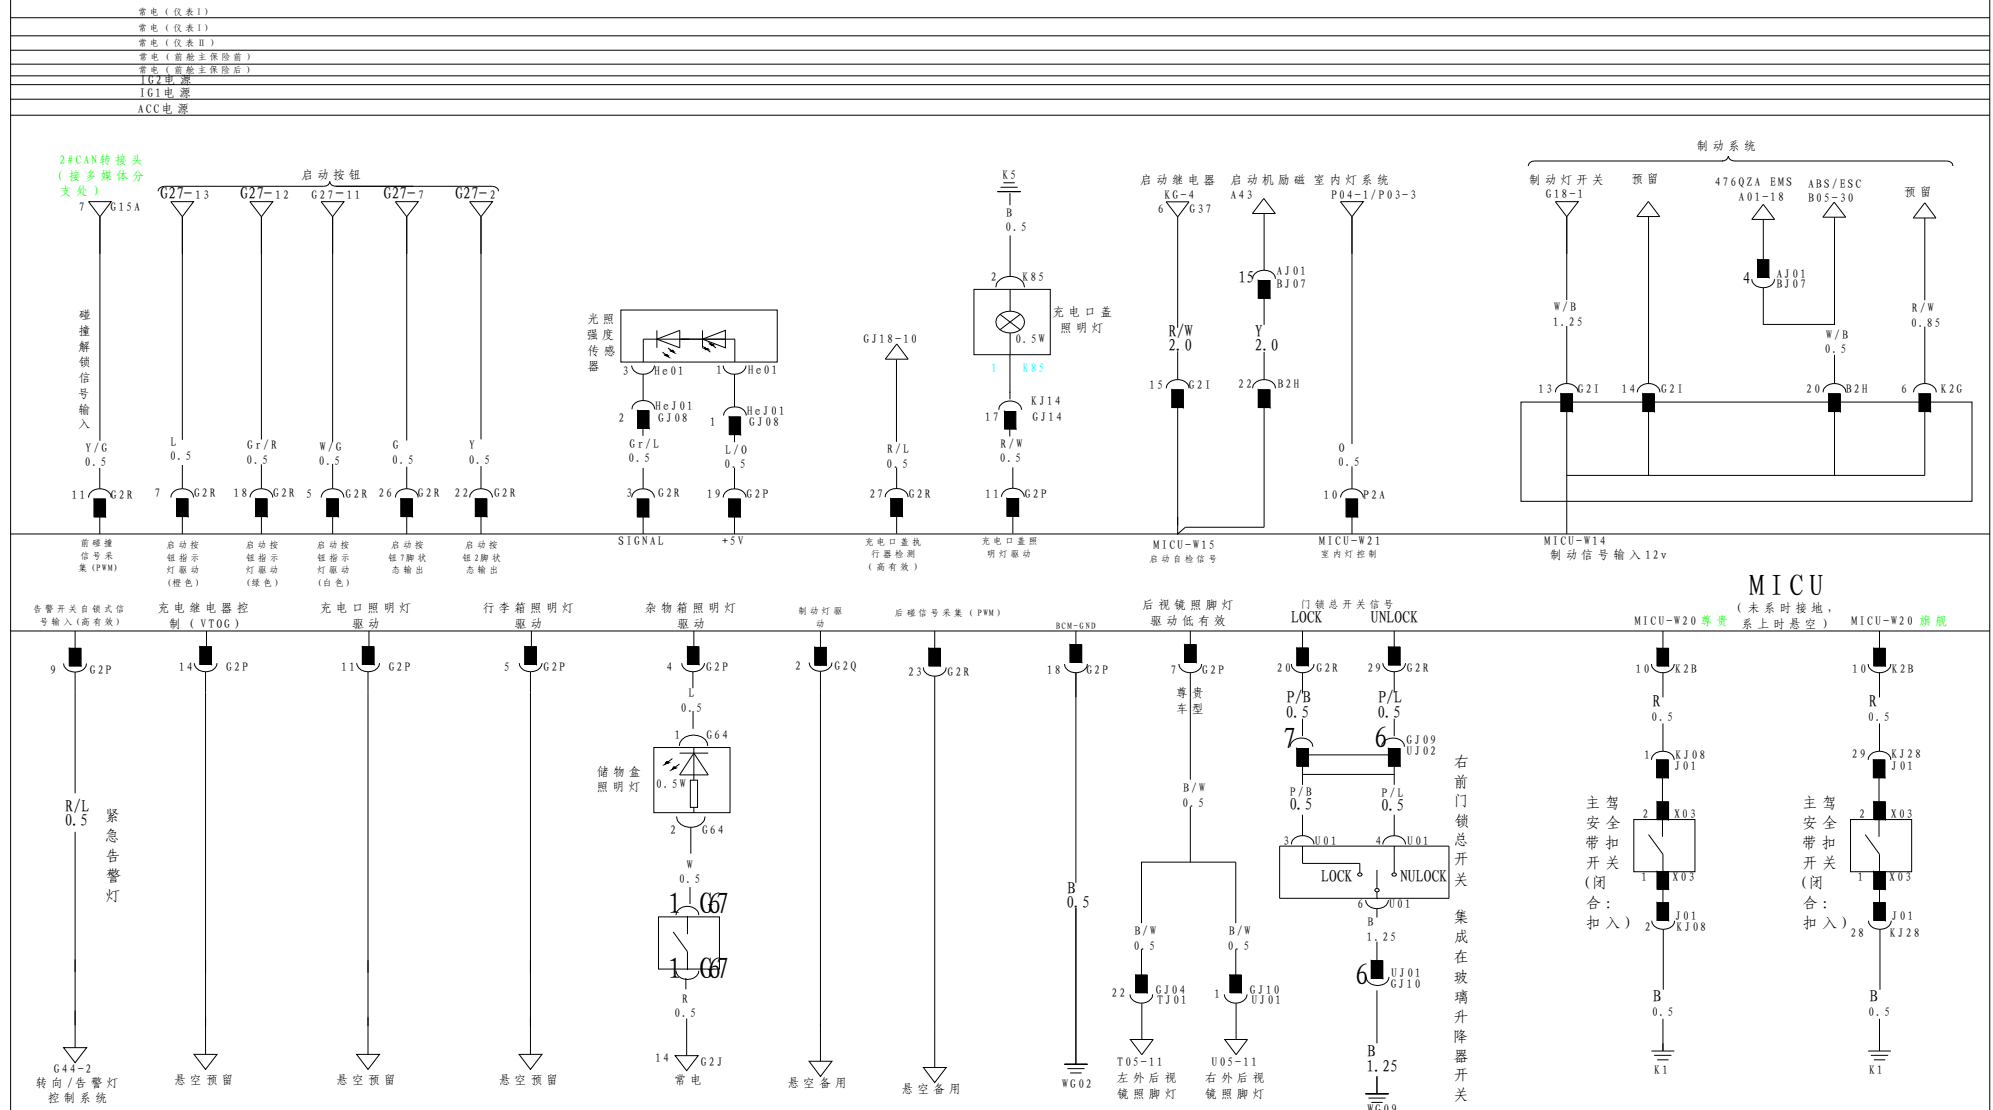 常电（仪表I）
常电（仪表I）
常电（仪表II）
常电（前舱主保险前）
常电（前舱主保险后）
IG2电源
IG1电源
ACC电源
2#CAN转接头
（接多媒体分
支处）
7 G15A
碰撞解锁信号输入
Y/G
0.5
11 G2R
前碰撞
信号采
集(PWM)
启动按钮
G27-13
L
0.5
7 G2R
启动按
钮指示
灯驱动
(橙色)
G27-12
Gr/R
0.5
18 G2R
启动按
钮指示
灯驱动
(绿色)
G27-11
W/G
0.5
5 G2R
启动按
钮指示
灯驱动
(白色)
G27-7
G
0.5
26 G2R
启动按
钮7脚状
态输出
G27-2
Y
0.5
22 G2R
启动按
钮2脚状
态输出
光照
强度
传感
器
3 He01
1 He01
2 HeJ01
GJ08
1 HeJ01
GJ08
Gr/L
0.5
L/O
0.5
3 G2R
19 G2P
SIGNAL
+5V
GJ18-10
R/L
0.5
27 G2R
充电口盖执
行器检测
(高有效)
K5
B
0.5
2 K85
充电口盖
照明灯
0.5W
1 K85
17 KJ14
GJ14
R/W
0.5
11 G2P
充电口盖照
明灯驱动
启动继电器
KG-4
6 G37
R/W
2.0
15 G2I
MICU-W15
启动自检信号
启动机励磁
A43
15 AJ01
BJ07
Y
2.0
22 B2H
室内灯系统
P04-1/P03-3
O
0.5
10 P2A
MICU-W21
室内灯控制
制动系统
制动灯开关
G18-1
W/B
1.25
13 G2I
预留
14 G2I
476QZA EMS
A01-18
4 AJ01
BJ07
ABS/ESC
B05-30
W/B
0.5
20 B2H
预留
R/W
0.85
6 K2G
MICU-W14
制动信号输入12v
MICU
（未系时接地，
系上时悬空）
告警开关自锁式信
号输入(高有效)
9 G2P
R/L
0.5
紧急告警灯
G44-2
转向/告警灯
控制系统
充电继电器控
制（VTOG)
14 G2P
悬空预留
充电口照明灯
驱动
11 G2P
悬空预留
行李箱照明灯
驱动
5 G2P
悬空预留
杂物箱照明灯
驱动
4 G2P
L
0.5
1 G64
储物盒
照明灯
0.5W
2 G64
W
0.5
1 G67
1 G67
R
0.5
14 G2J
常电
制动灯驱
动
2 G2Q
悬空备用
后碰信号采集（PWM）
23 G2R
悬空备用
BCM-GND
18 G2P
B
0.5
WG02
后视镜照脚灯
驱动低有效
7 G2P
尊贵
车型
B/W
0.5
B/W
0.5
B/W
0.5
22 GJ04
TJ01
1 GJ10
UJ01
T05-11
左外后视
镜照脚灯
U05-11
右外后视
镜照脚灯
门锁总开关信号
LOCK
UNLOCK
20 G2R
29 G2R
P/B
0.5
P/L
0.5
7
6 GJ09
UJ02
P/B
0.5
P/L
0.5
3 U01
4 U01
LOCK
NULOCK
6 U01
B
1.25
6 UJ01
GJ10
B
1.25
WG09
右前门锁总开关 集成在玻璃升降器开关
MICU-W20 尊贵
10 K2B
R
0.5
1 KJ08
J01
主驾
安全
带扣
开关
(闭
合:
扣入)
2 X03
1 X03
2 J01
KJ08
B
0.5
K1
MICU-W20 旗舰
10 K2B
R
0.5
29 KJ28
J01
主驾
安全
带扣
开关
(闭
合:
扣入)
2 X03
1 X03
28 J01
KJ28
B
0.5
K1